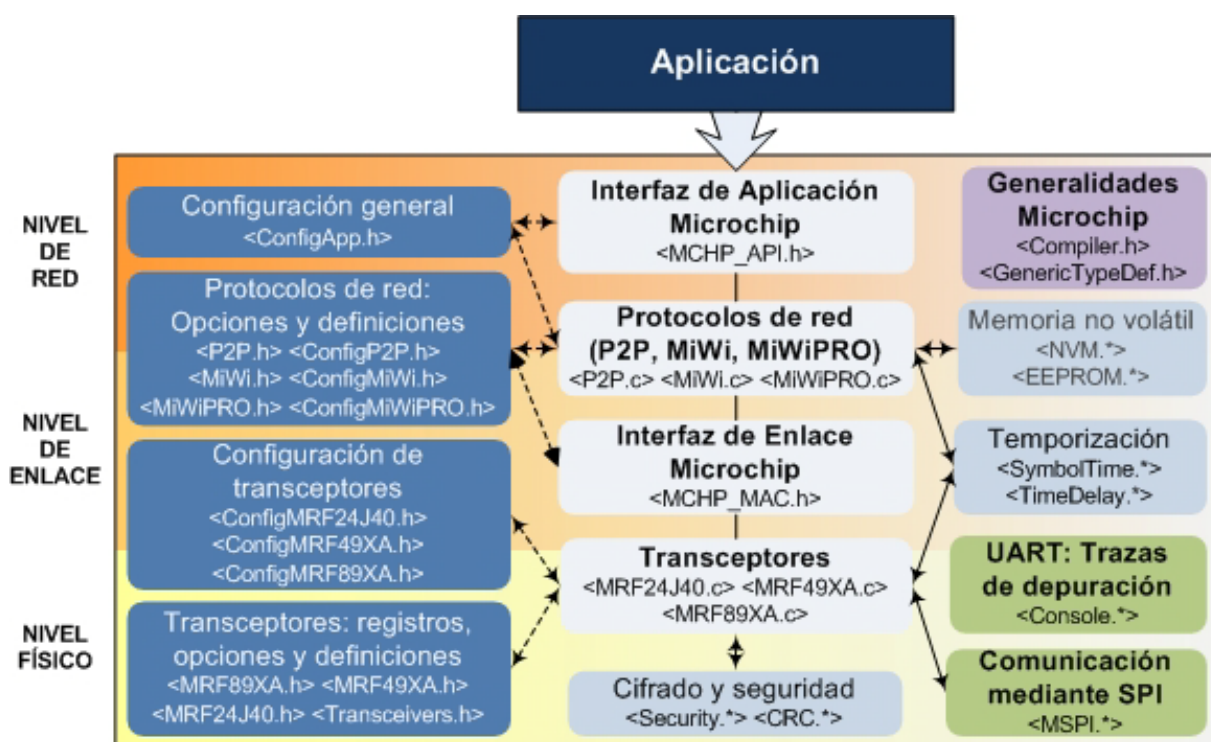 Aplicación
NIVEL
DE
RED
Configuración general
<ConfigApp.h>
Interfaz de Aplicación
Microchip
<MCHP_API.h>
Generalidades
Microchip
<Compiler.h>
<GenericTypeDef.h>
Protocolos de red:
Opciones y definiciones
<P2P.h> <ConfigP2P.h>
<MiWi.h> <ConfigMiWi.h>
<MiWiPRO.h> <ConfigMiWiPRO.h>
Protocolos de red
(P2P, MiWi, MiWiPRO)
<P2P.c> <MiWi.c> <MiWiPRO.c>
Memoria no volátil
<NVM.*>
<EEPROM.*>
NIVEL
DE
ENLACE
Configuración de
transceptores
<ConfigMRF24J40.h>
<ConfigMRF49XA.h>
<ConfigMRF89XA.h>
Interfaz de Enlace
Microchip
<MCHP_MAC.h>
Temporización
<SymbolTime.*>
<TimeDelay.*>
Transceptores
<MRF24J40.c> <MRF49XA.c>
<MRF89XA.c>
UART: Trazas
de depuración
<Console.*>
NIVEL
FÍSICO
Transceptores: registros,
opciones y definiciones
<MRF89XA.h> <MRF49XA.h>
<MRF24J40.h> <Transceivers.h>
Cifrado y seguridad
<Security.*> <CRC.*>
Comunicación
mediante SPI
<MSPI.*>